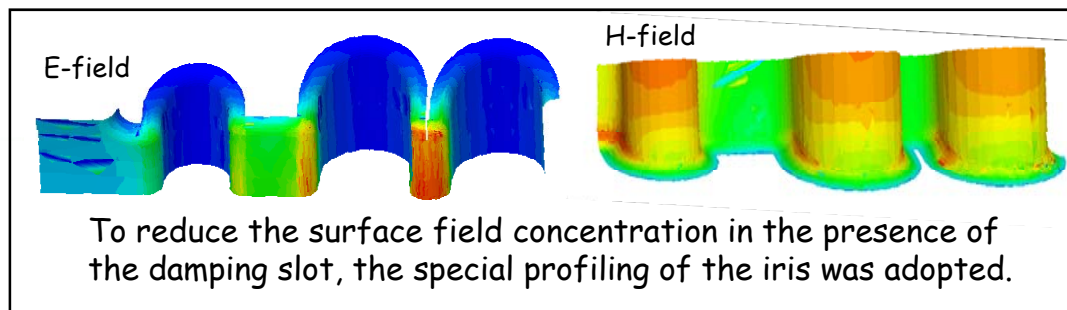 E-field
H-field
To reduce the surface field concentration in the presence of
the damping slot, the special profiling of the iris was adopted.